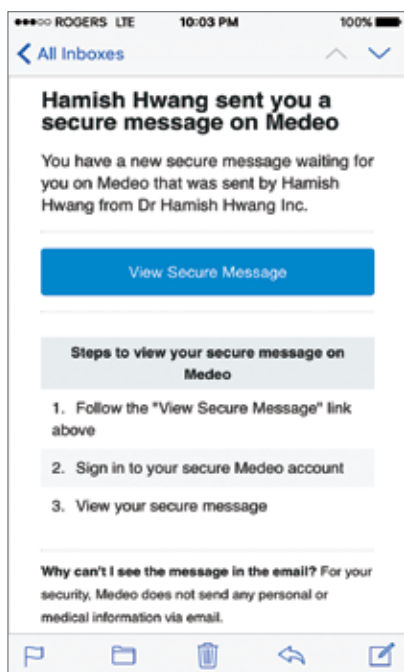 ROGERS LTE 10:03 PM 100%
All Inboxes
Hamish Hwang sent you a
secure message on Medeo
You have a new secure message waiting for
you on Medeo that was sent by Hamish
Hwang from Dr Hamish Hwang Inc.
View Secure Message
Steps to view your secure message on
Medeo
1. Follow the "View Secure Message" link
above
2. Sign in to your secure Medeo account
3. View your secure message
Why can't I see the message in the email? For your
security, Medeo does not send any personal or
medical information via email.